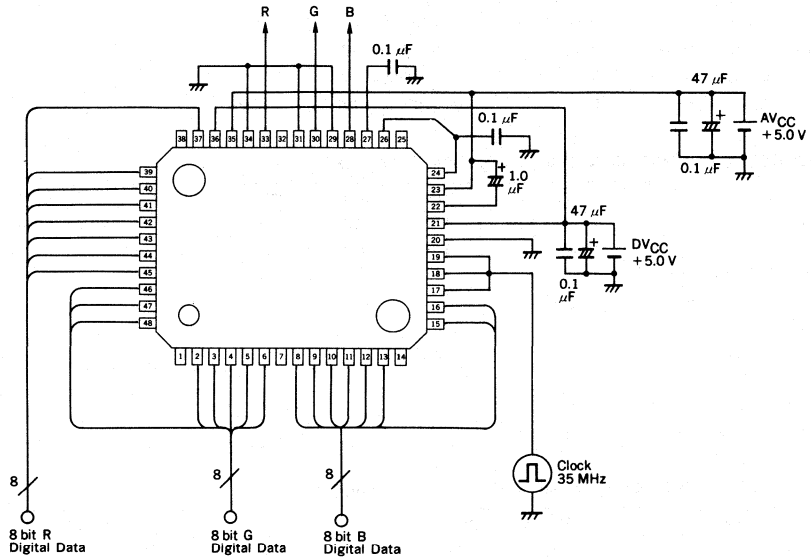 R G B
0.1 µF
47 µF
AVCC
+5.0 V
0.1 µF
0.1 µF
38 37 36 35 34 33 32 31 30 29 28 27 26 25
39
40
41
42
43
44
45
46
47
48
24
23
22
21
20
19
18
17
16
15
1.0
µF
47 µF
DVCC
+5.0 V
0.1
µF
1 2 3 4 5 6 7 8 9 10 11 12 13 14
8
8
8
Clock
35 MHz
8 bit R
Digital Data
8 bit G
Digital Data
8 bit B
Digital Data